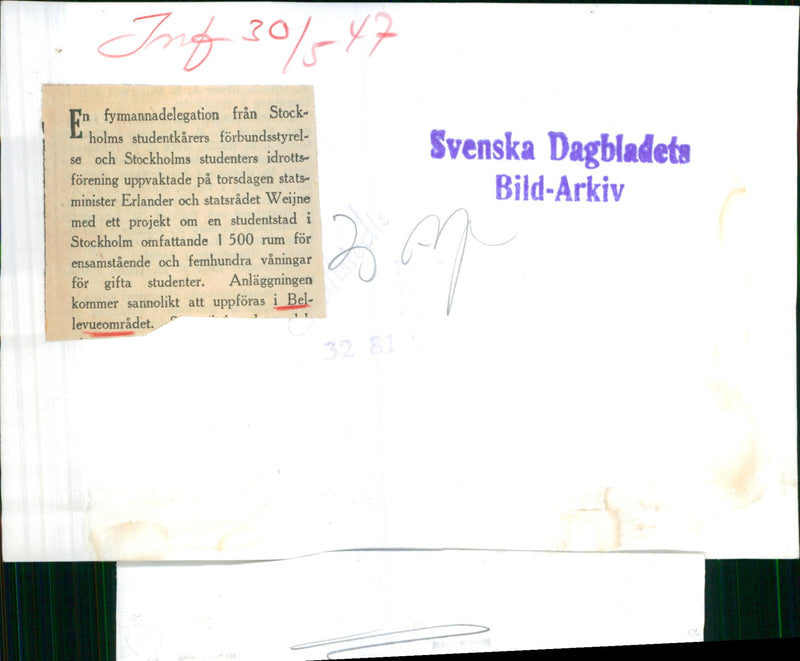 Inf 30/5 47
En fyrmannadelegation från Stock-
holms studentkårers förbundsstyrel-
se och Stockholms studenters idrotts-
förening uppvaktade på torsdagen stats-
minister Erlander och statsrådet Weijne
med ett projekt om en studentstad i
Stockholm omfattande 1 500 rum för
ensamstående och femhundra våningar
för gifta studenter. Anläggningen
kommer sannolikt att uppföras i Bel-
levueområdet.
Svenska Dagbladets
Bild-Arkiv
32 81